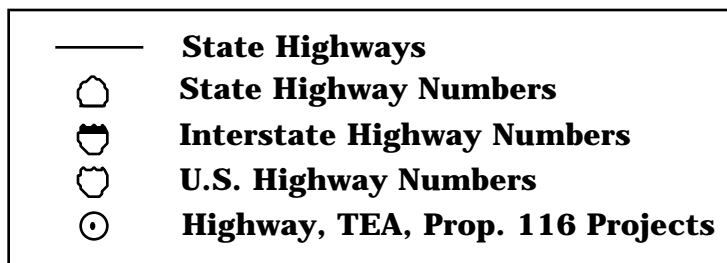 State Highways
State Highway Numbers
Interstate Highway Numbers
U.S. Highway Numbers
Highway, TEA, Prop. 116 Projects